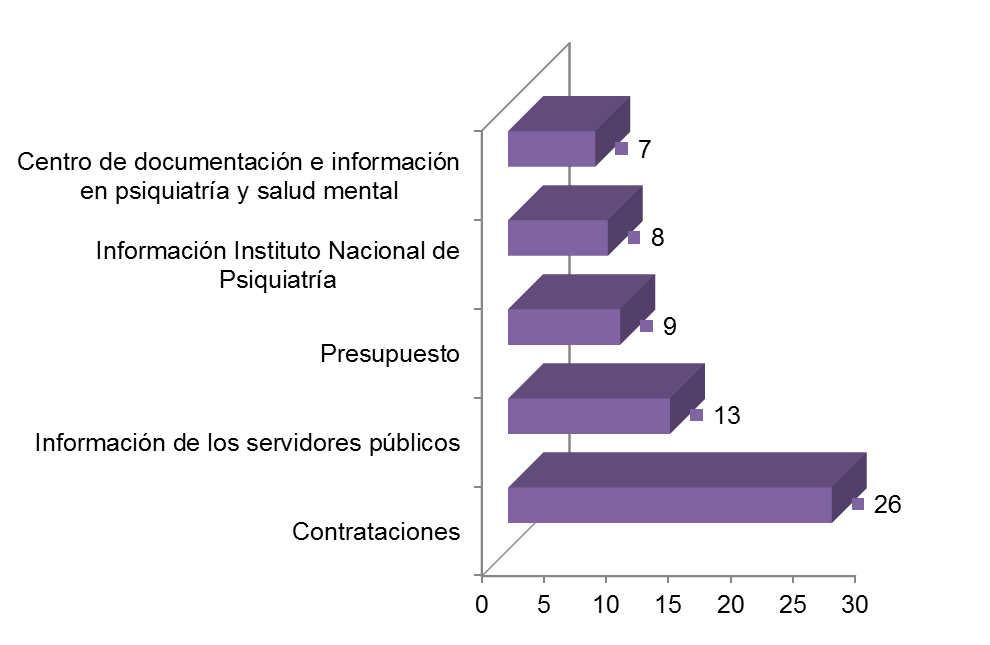 Centro de documentación e información
en psiquiatría y salud mental
7
Información Instituto Nacional de
Psiquiatría
8
Presupuesto
9
Información de los servidores públicos
13
Contrataciones
26
0 5 10 15 20 25 30